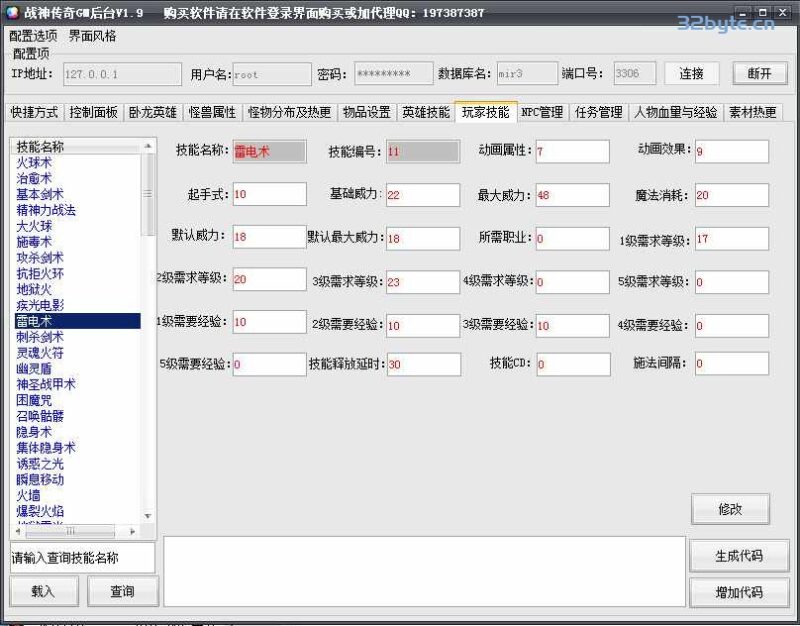 战神传奇GM后台V1.9 购买软件请在软件登录界面购买或加代理QQ：197387387
32byte.cn
配置选项 界面风格
配置项
IP地址： 127.0.0.1 用户名： root 密码： ********* 数据库名： mir3 端口号： 3306 连接 断开
快捷方式 控制面板 卧龙英雄 怪兽属性 怪物分布及热更 物品设置 英雄技能 玩家技能 NPC管理 任务管理 人物血量与经验 素材热更
技能名称
火球术
治愈术
基本剑术
精神力战法
大火球
施毒术
攻杀剑术
抗拒火环
地狱火
疾光电影
雷电术
刺杀剑术
灵魂火符
幽灵盾
神圣战甲术
困魔咒
召唤骷髅
隐身术
集体隐身术
诱惑之光
瞬息移动
火墙
爆裂火焰
技能名称： 雷电术 技能编号： 11 动画属性： 7 动画效果： 9
起手式： 10 基础威力： 22 最大威力： 48 魔法消耗： 20
默认威力： 18 默认最大威力： 18 所需职业： 0 1级需求等级： 17
2级需求等级： 20 3级需求等级： 23 4级需求等级： 0 5级需求等级： 0
1级需要经验： 10 2级需要经验： 10 3级需要经验： 10 4级需要经验： 0
5级需要经验： 0 技能释放延时： 30 技能CD： 0 施法间隔： 0
修改
请输入查询技能名称
载入 查询
生成代码
增加代码